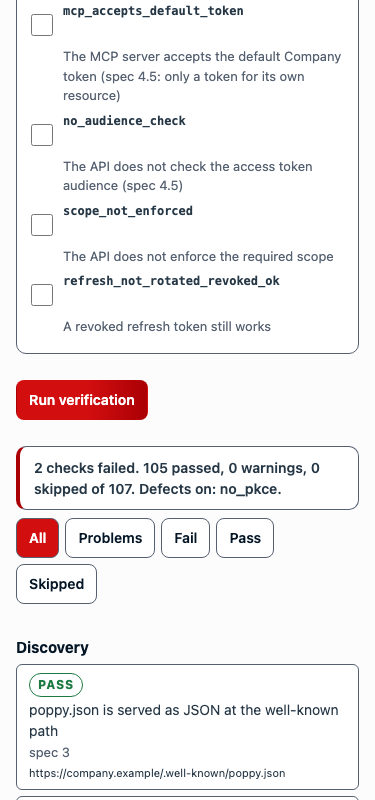 mcp_accepts_default_token
The MCP server accepts the default Company
token (spec 4.5: only a token for its own
resource)
no_audience_check
The API does not check the access token
audience (spec 4.5)
scope_not_enforced
The API does not enforce the required scope
refresh_not_rotated_revoked_ok
A revoked refresh token still works
Run verification
2 checks failed. 105 passed, 0 warnings, 0
skipped of 107. Defects on: no_pkce.
All Problems Fail Pass
Skipped
Discovery
PASS
poppy.json is served as JSON at the well-known
path
spec 3
https://company.example/.well-known/poppy.json